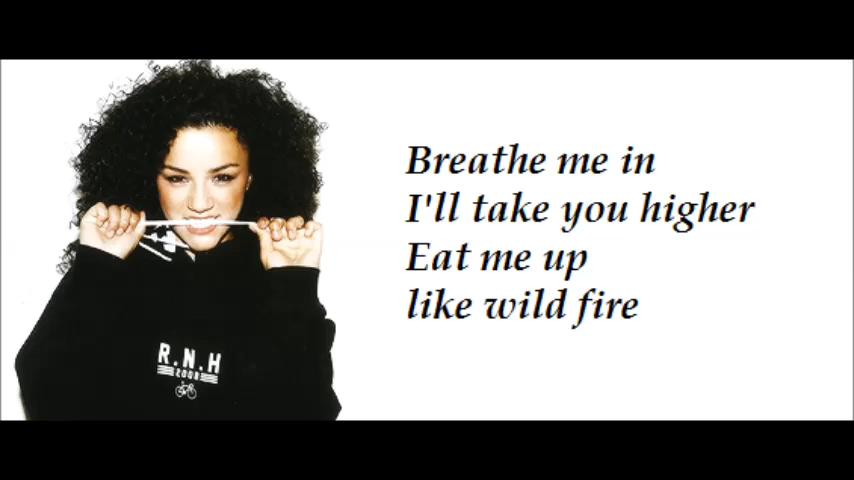 Breathe me in
I'll take you higher
Eat me up
like wild fire
R.N.H
2008